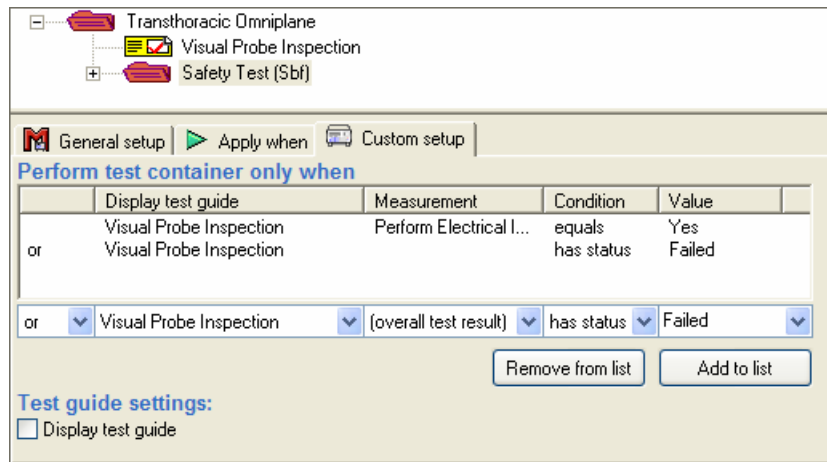 Transthoracic Omniplane
Visual Probe Inspection
Safety Test (Sbf)
General setup Apply when Custom setup
Perform test container only when
Display test guide Measurement Condition Value
Visual Probe Inspection Perform Electrical I... equals Yes
or Visual Probe Inspection has status Failed
or Visual Probe Inspection (overall test result) has status Failed
Remove from list Add to list
Test guide settings:
Display test guide